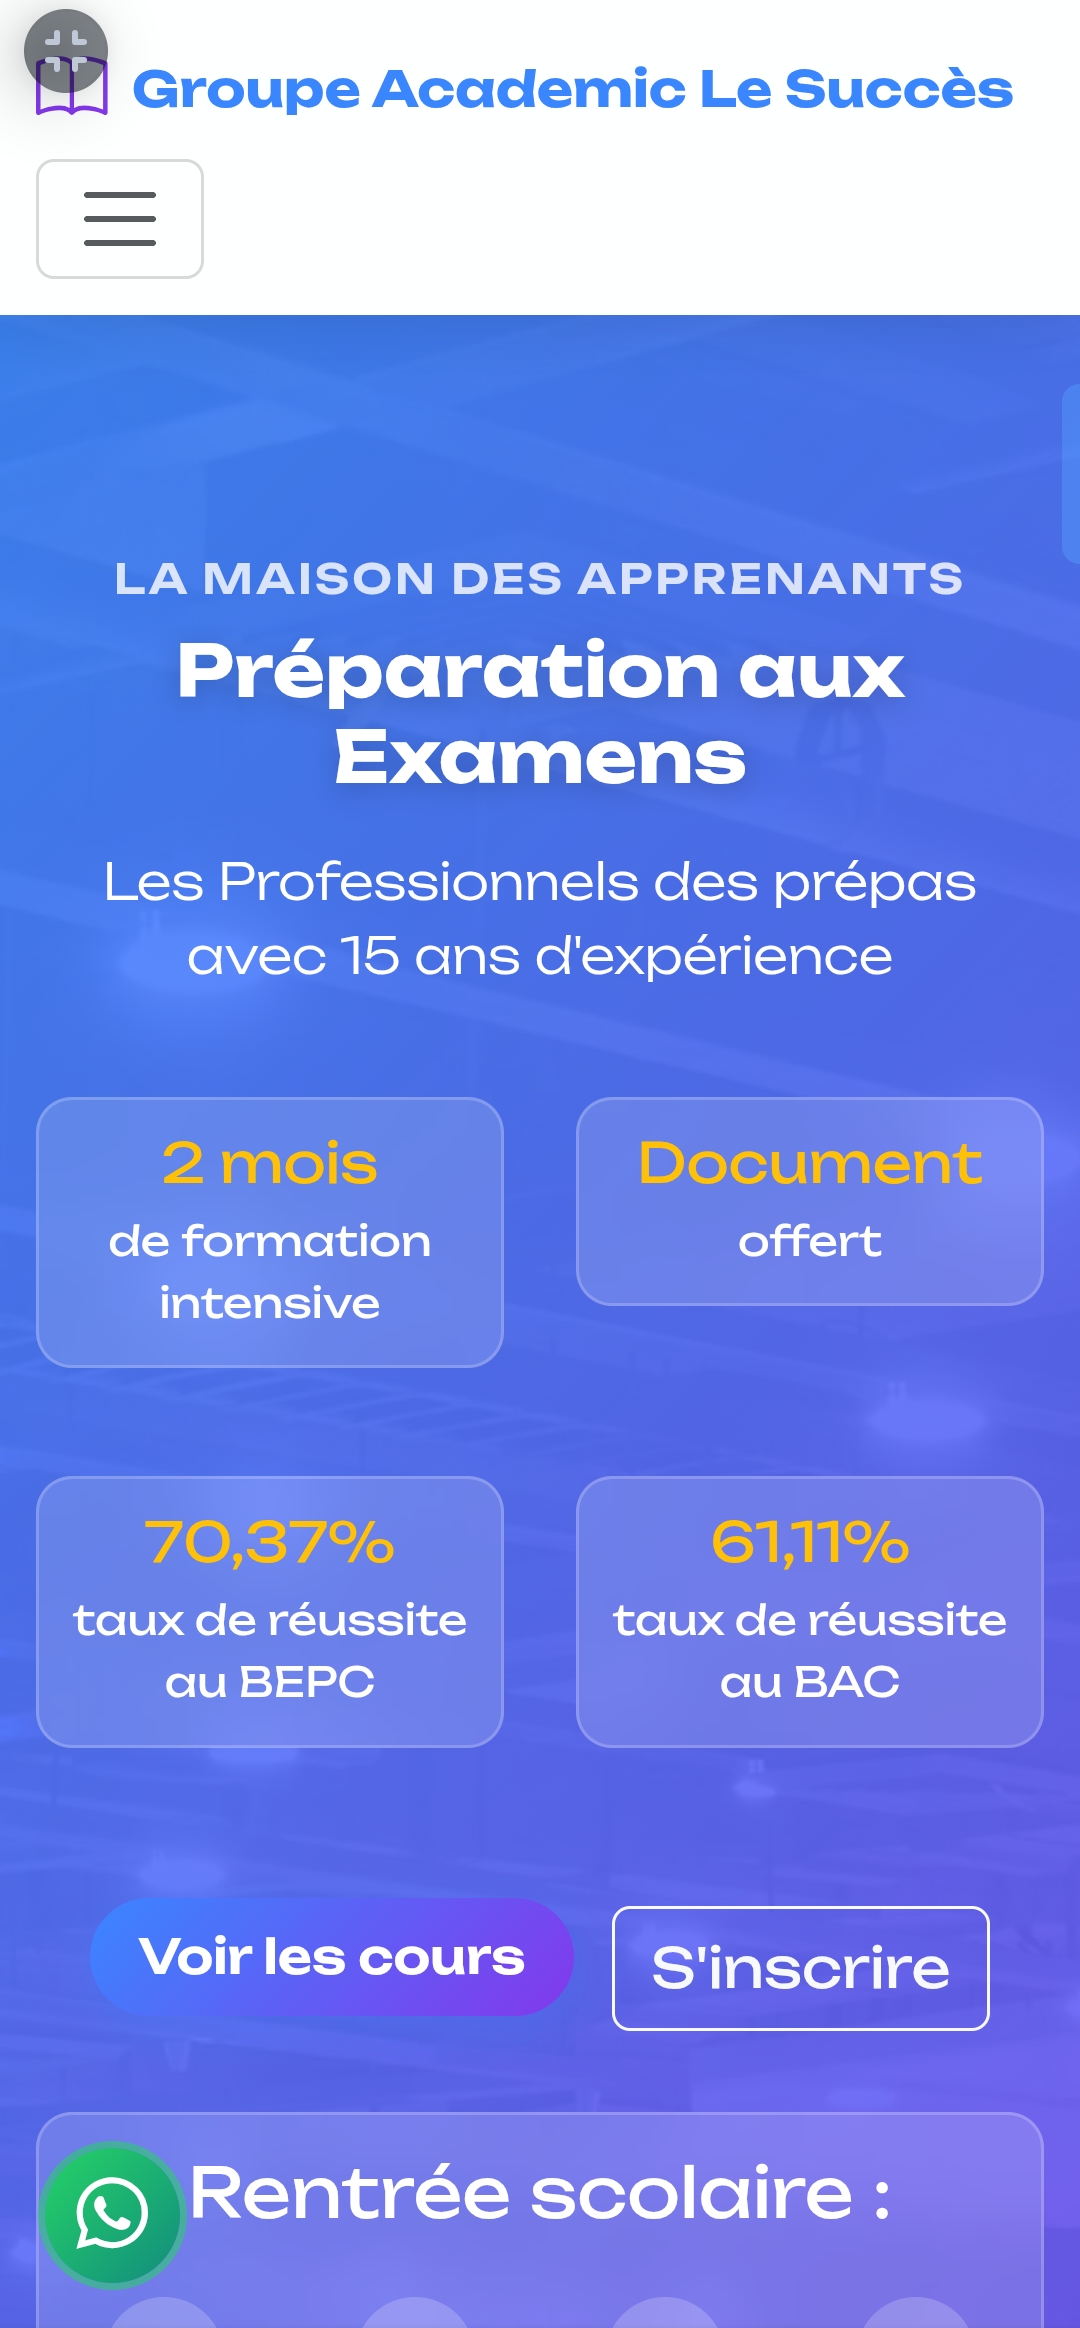 Groupe Academic Le Succès
LA MAISON DES APPRENANTS
Préparation aux
Examens
Les Professionnels des prépas
avec 15 ans d'expérience
2 mois
de formation
intensive
Document
offert
70,37%
taux de réussite
au BEPC
61,11%
taux de réussite
au BAC
Voir les cours
S'inscrire
Rentrée scolaire :